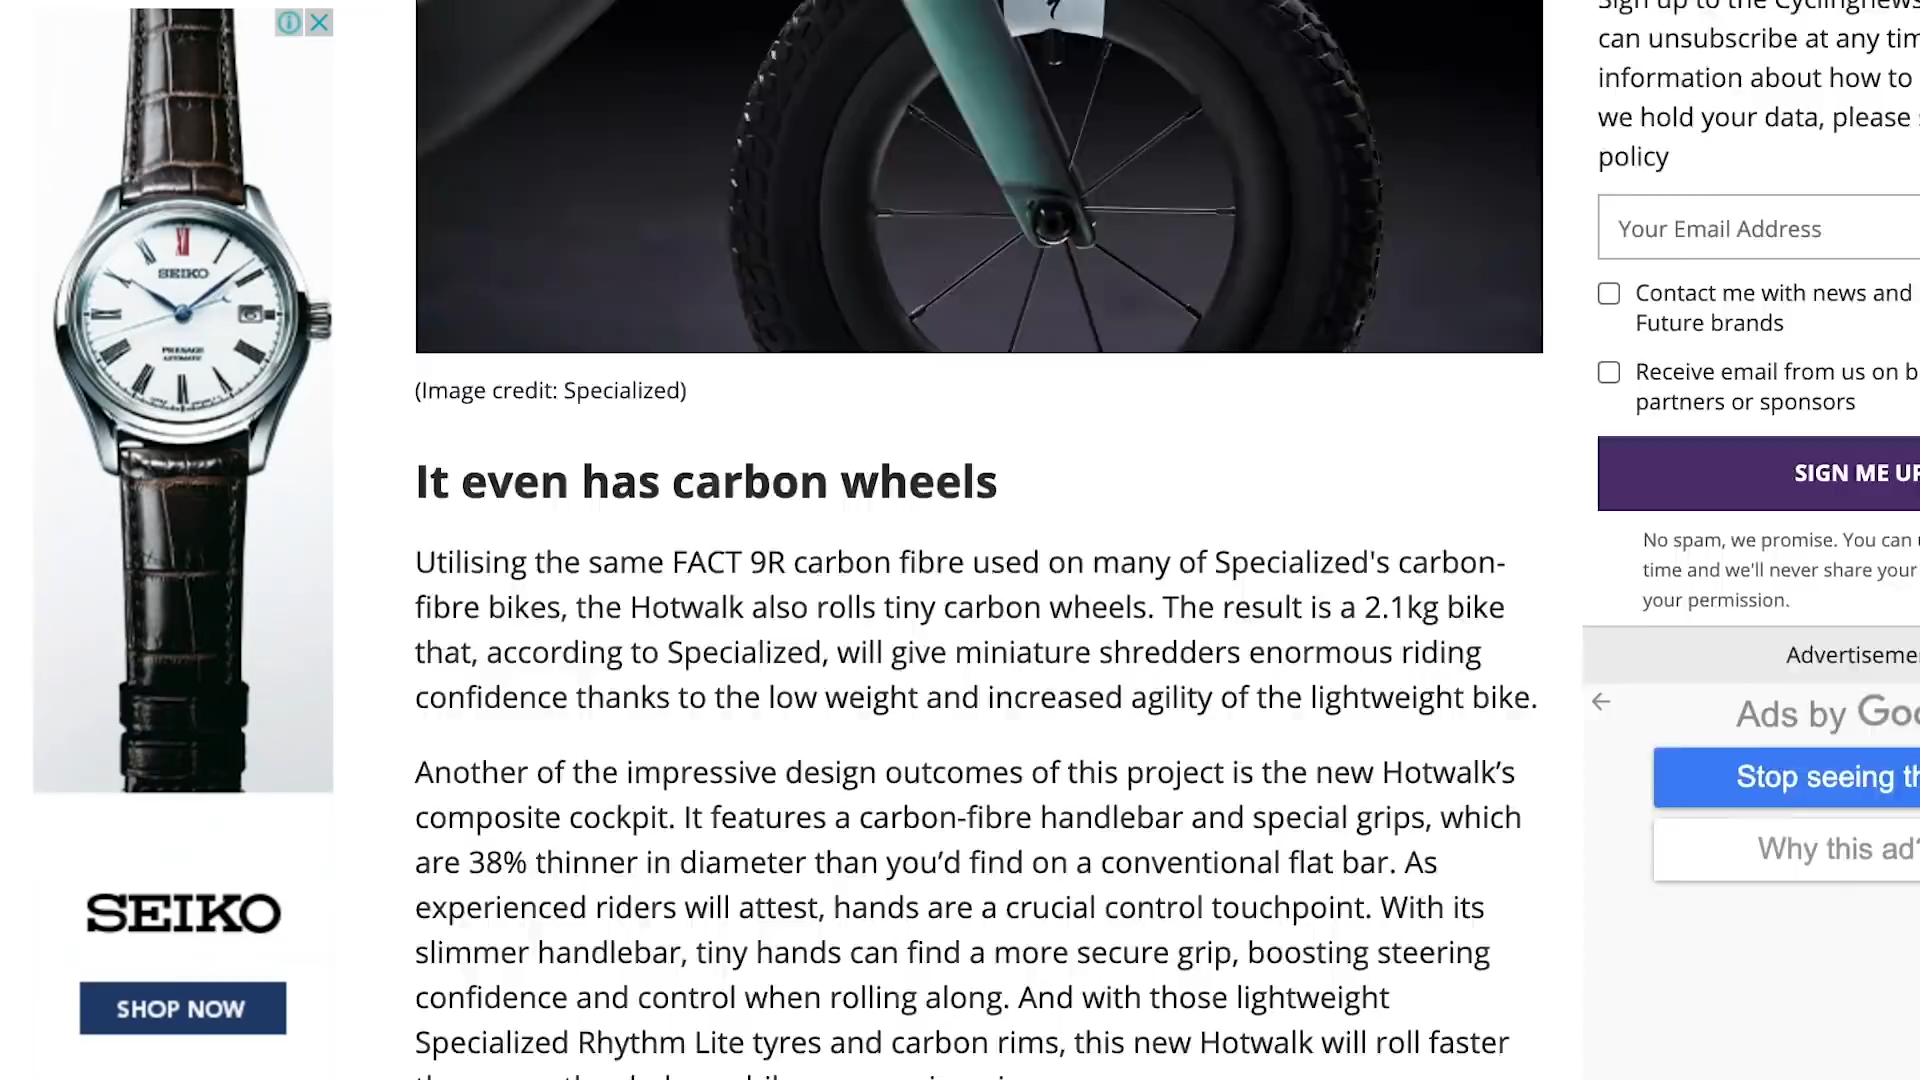 SEIKO
PRESAGE
AUTOMATIC
SEIKO
SHOP NOW
(Image credit: Specialized)
It even has carbon wheels
Utilising the same FACT 9R carbon fibre used on many of Specialized's carbon-
fibre bikes, the Hotwalk also rolls tiny carbon wheels. The result is a 2.1kg bike
that, according to Specialized, will give miniature shredders enormous riding
confidence thanks to the low weight and increased agility of the lightweight bike.
Another of the impressive design outcomes of this project is the new Hotwalk’s
composite cockpit. It features a carbon-fibre handlebar and special grips, which
are 38% thinner in diameter than you’d find on a conventional flat bar. As
experienced riders will attest, hands are a crucial control touchpoint. With its
slimmer handlebar, tiny hands can find a more secure grip, boosting steering
confidence and control when rolling along. And with those lightweight
Specialized Rhythm Lite tyres and carbon rims, this new Hotwalk will roll faster
Sign up to the Cyclingnews
can unsubscribe at any
information about how to
we hold your data, please
policy
Your Email Address
Contact me with news and
Future brands
Receive email from us on
partners or sponsors
SIGN ME
No spam, we promise. You can
time and we'll never share your
your permission.
Ads by
Stop seeing
Why this ad?